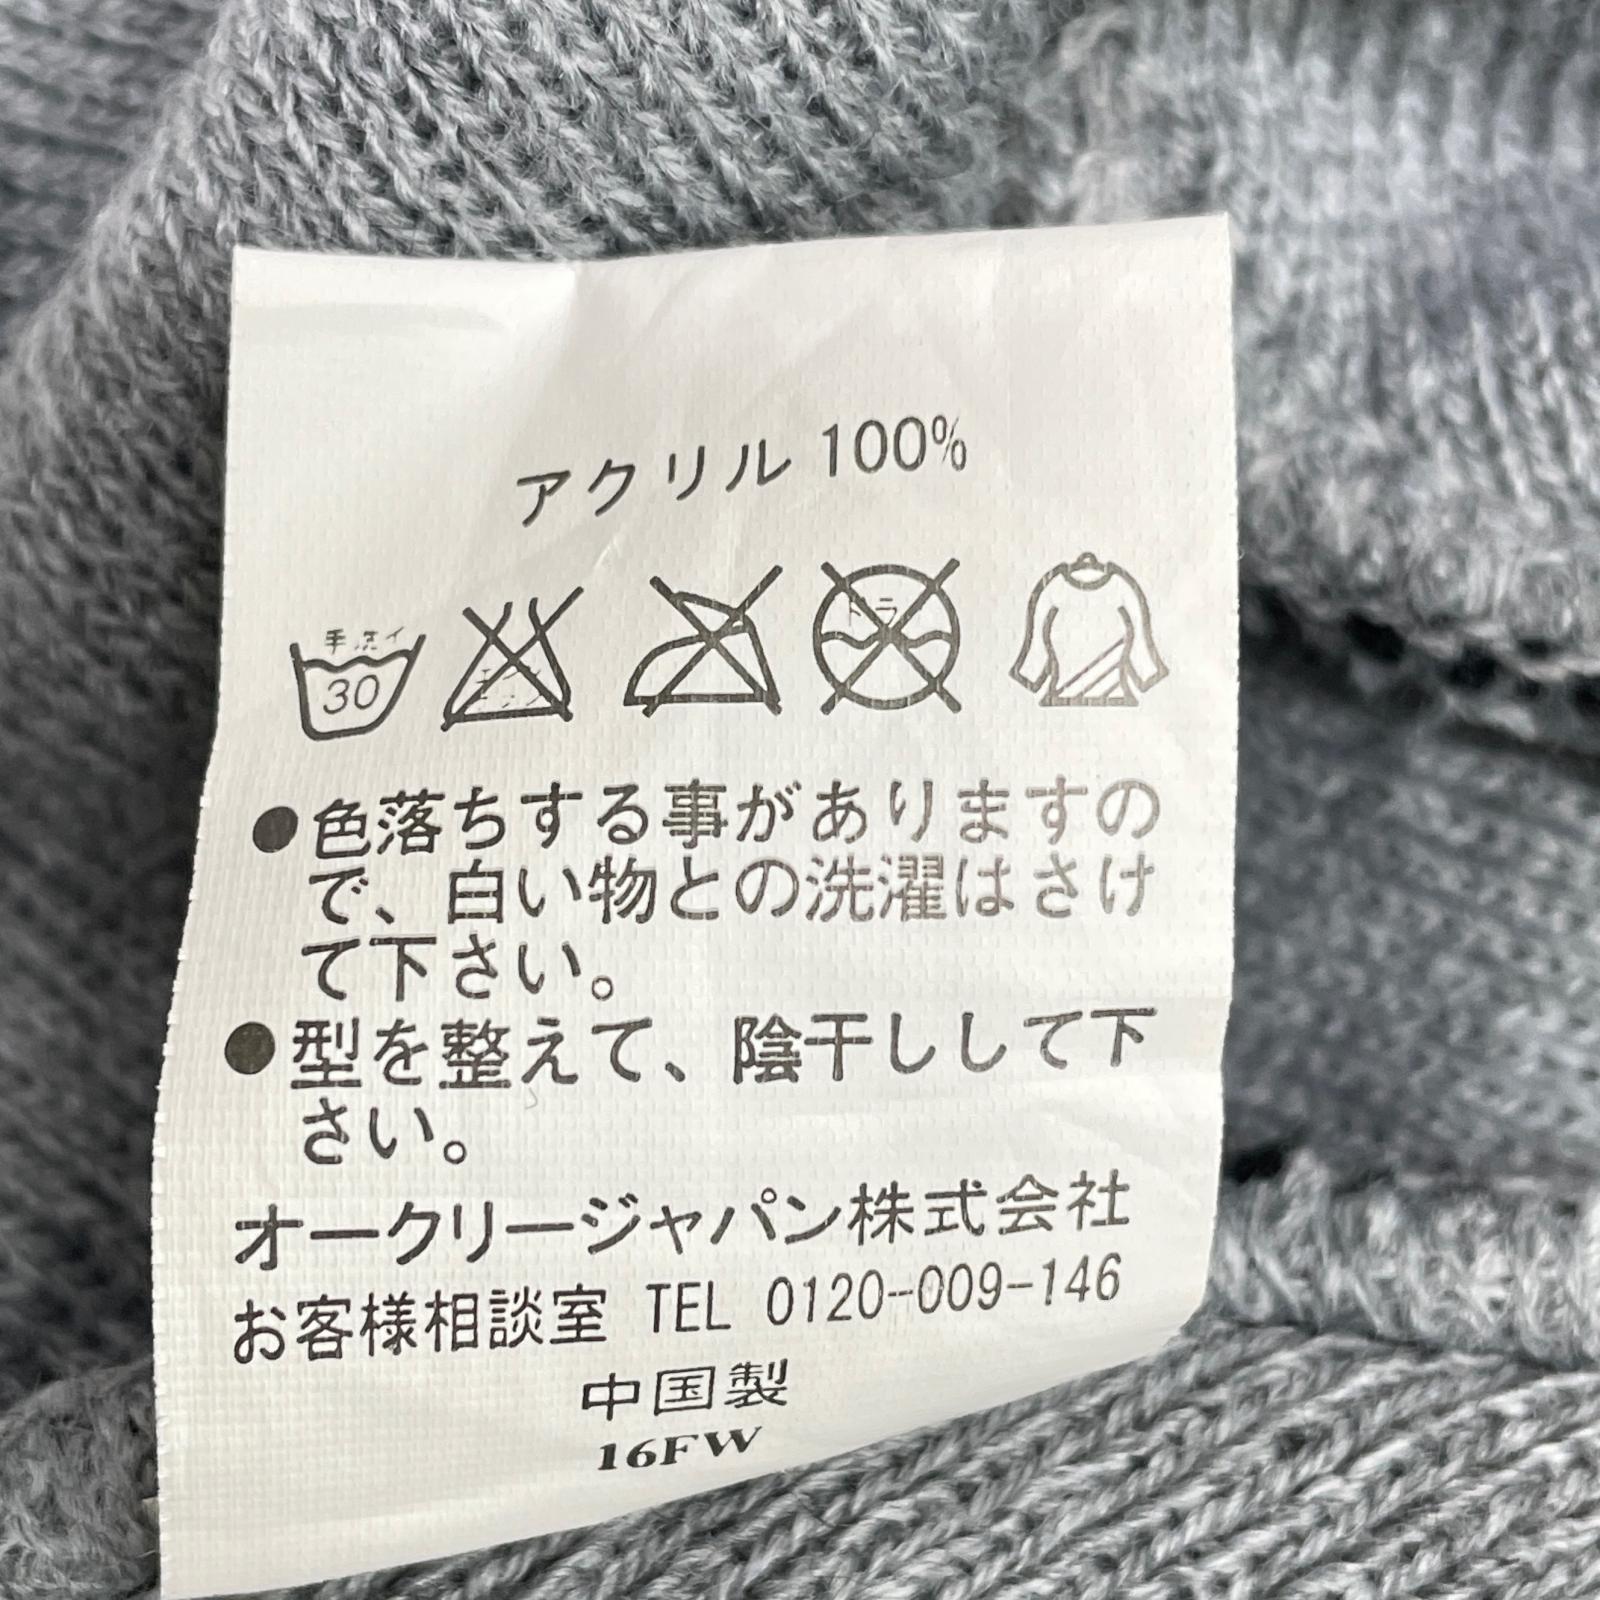 アクリル 100%
手洗イ
30
エンソ
ドライ
●色落ちする事がありますの
で、白い物との洗濯はさけ
て下さい。
●型を整えて、陰干しして下
さい。
オークリージャパン株式会社
お客様相談室 TEL 0120-009-146
中国製
16FW